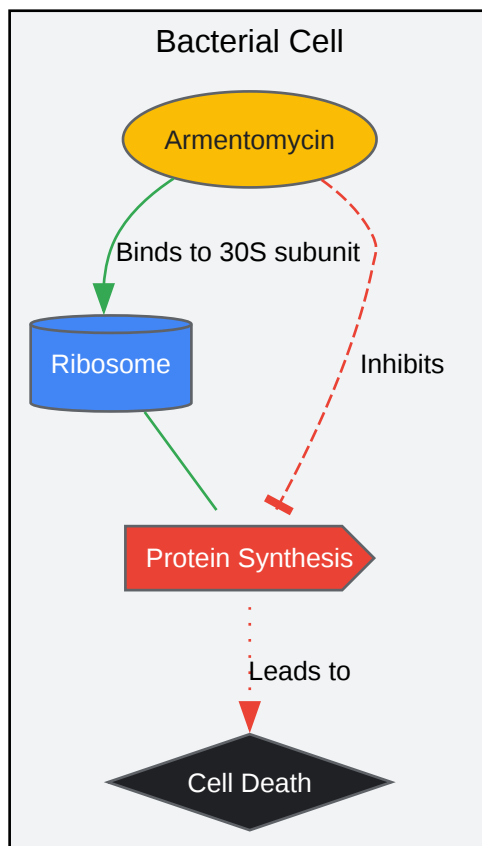 Bacterial Cell
Armentomycin
Binds to 30S subunit
Ribosome
Inhibits
Protein Synthesis
Leads to
Cell Death